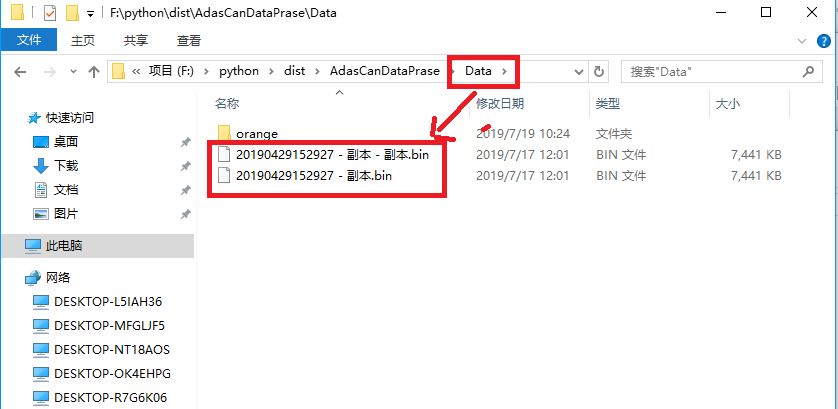 F:\python\dist\AdasCanDataPrase\Data
文件 主页 共享 查看
« 项目 (F:) › python › dist › AdasCanDataPrase › Data › 搜索"Data"
名称 修改日期 类型 大小
快速访问
桌面
下载
文档
图片
此电脑
网络
DESKTOP-L5IAH36
DESKTOP-MFGLJF5
DESKTOP-NT18AOS
DESKTOP-OK4EHPG
DESKTOP-R7G6K06
orange 2019/7/19 10:24 文件夹
20190429152927 - 副本 - 副本.bin 2019/7/17 12:01 BIN 文件 7,441 KB
20190429152927 - 副本.bin 2019/7/17 12:01 BIN 文件 7,441 KB